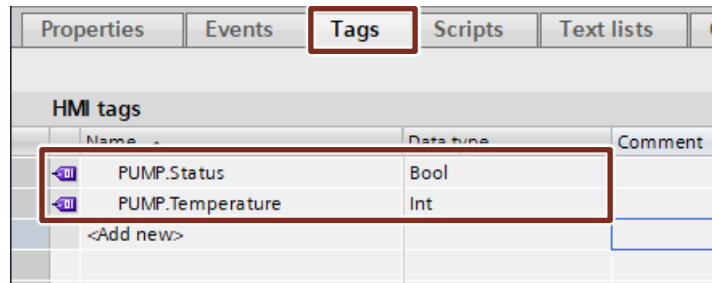 Properties Events Tags Scripts Text lists
HMI tags
Name Data type Comment
PUMP.Status Bool
PUMP.Temperature Int
<Add new>